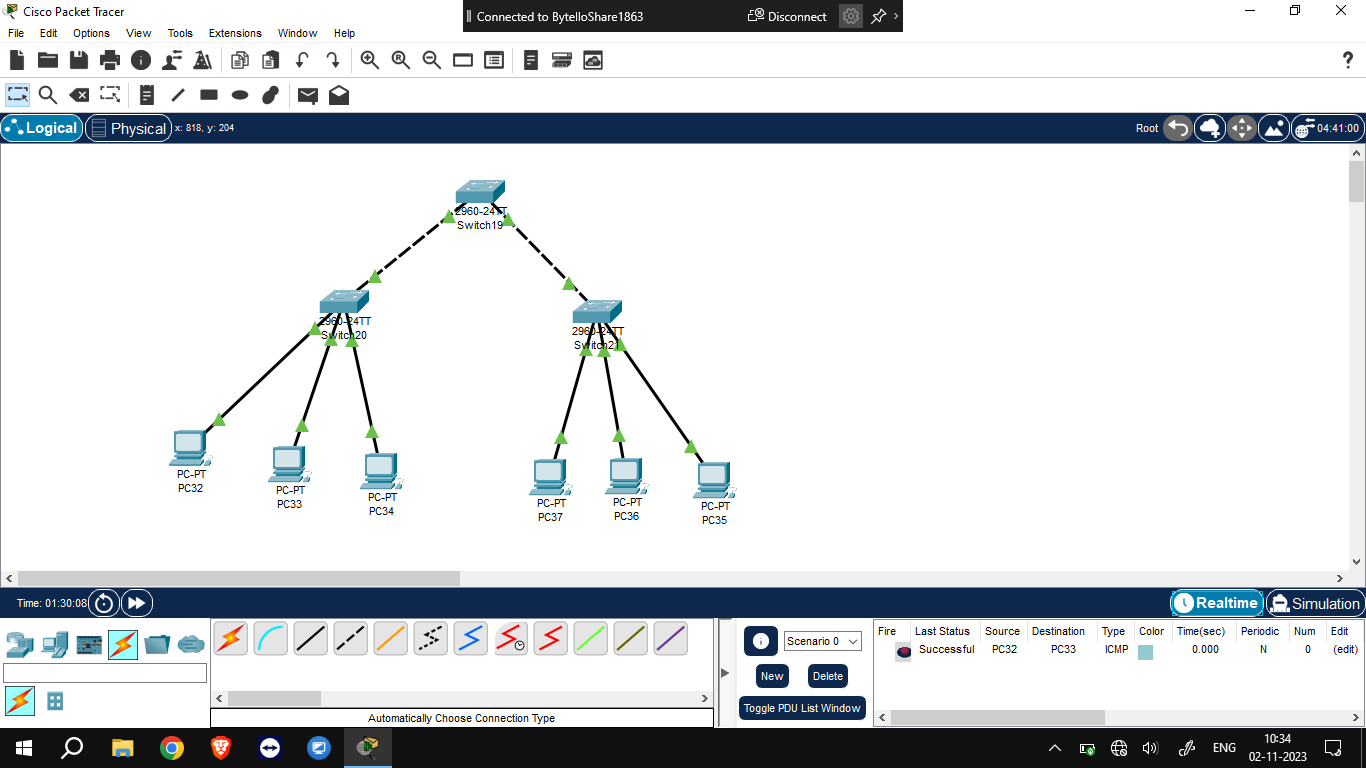 Cisco Packet Tracer
Connected to BytelloShare1863
Disconnect
File Edit Options View Tools Extensions Window Help
Logical
Physical
x: 818, y: 204
Root
04:41:00
2960-24TT
Switch19
2960-24TT
Switch20
2960-24TT
Switch21
PC-PT
PC32
PC-PT
PC33
PC-PT
PC34
PC-PT
PC37
PC-PT
PC36
PC-PT
PC35
Time: 01:30:08
Realtime
Simulation
Scenario 0
New
Delete
Toggle PDU List Window
Fire Last Status Source Destination Type Color Time(sec) Periodic Num Edit
Successful PC32 PC33 ICMP 0.000 N 0 (edit)
Automatically Choose Connection Type
ENG
10:34
02-11-2023